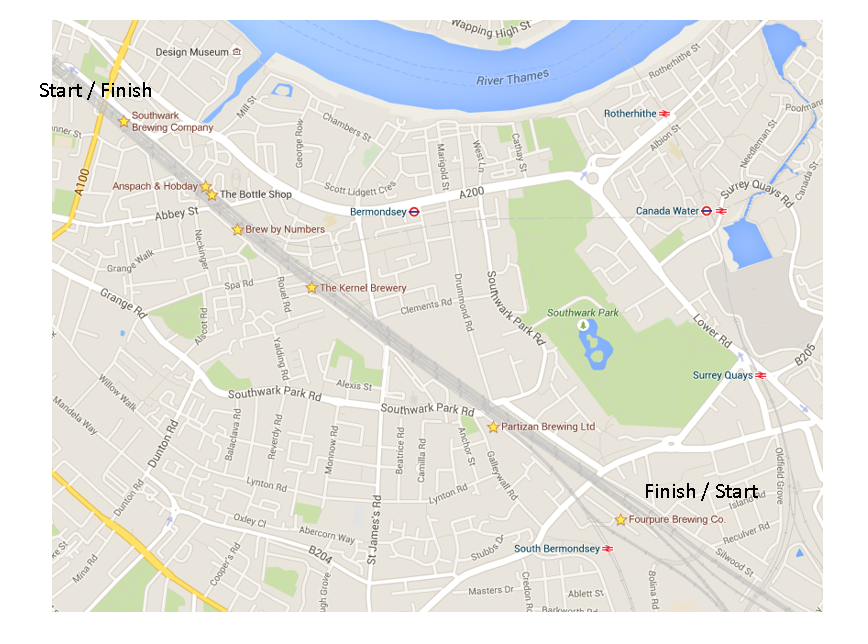 Wapping High St
Design Museum
River Thames
Rotherhithe St
Start / Finish
Mill St
Southwark
Brewing Company
Chambers St
Rotherhithe
Albion St
Needleman St
George Row
Marigold St
West Ln
Cathay St
A100
Anspach & Hobday
The Bottle Shop
Scott Lidgett Cres
A200
Surrey Quays Rd
Canada St
Abbey St
Bermondsey
Canada Water
Brew by Numbers
Neckinger
Grange Walk
Spa Rd
Rouel Rd
The Kernel Brewery
Grange Rd
Clements Rd
Drummond Rd
Southwark Park Rd
Southwark Park
Alscot Rd
Lower Rd
Yalding Rd
B205
Willow Walk
Alexis St
Surrey Quays
Southwark Park Rd
Southwark Park Rd
Mandela Way
Partizan Brewing Ltd
Dunton Rd
Balaclava Rd
Reverdy Rd
Monnow Rd
Beatrice Rd
Camilla Rd
Anchor St
Galleywall Rd
Oldfield Grove
Lynton Rd
Lynton Rd
Finish / Start
Dunton Rd
Island Rd
Oxley Cl
Abercorn Way
St James's Rd
Fourpure Brewing Co.
Reculver Rd
B204
Stubbs D
South Bermondsey
Silwood St
Mina Rd
Cooper's Rd
ugh Grove
Masters Dr
Credon Rd
Ablett St
Bolina Rd
Barkworth Rd